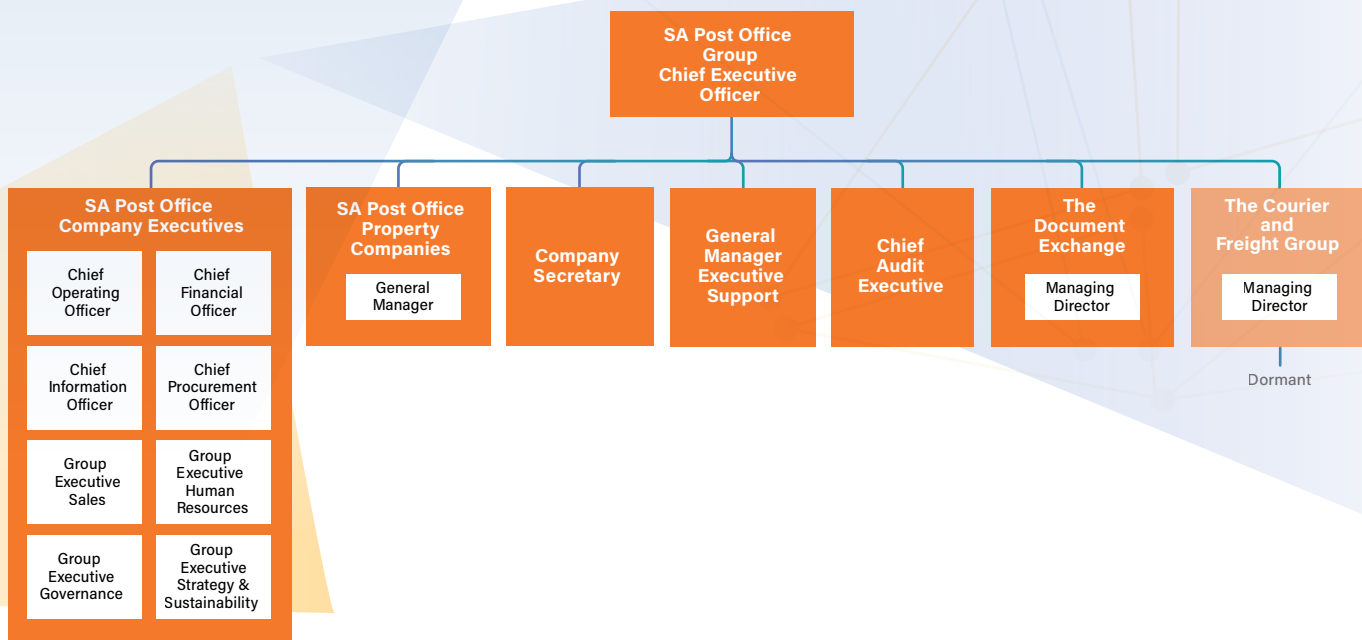 SA Post Office
Group
Chief Executive
Officer
SA Post Office
Company Executives
Chief
Operating
Officer
Chief
Financial
Officer
Chief
Information
Officer
Chief
Procurement
Officer
Group
Executive
Sales
Group
Executive
Human
Resources
Group
Executive
Governance
Group
Executive
Strategy &
Sustainability
SA Post Office
Property
Companies
General
Manager
Company
Secretary
General
Manager
Executive
Support
Chief
Audit
Executive
The
Document
Exchange
Managing
Director
The Courier
and
Freight Group
Managing
Director
Dormant